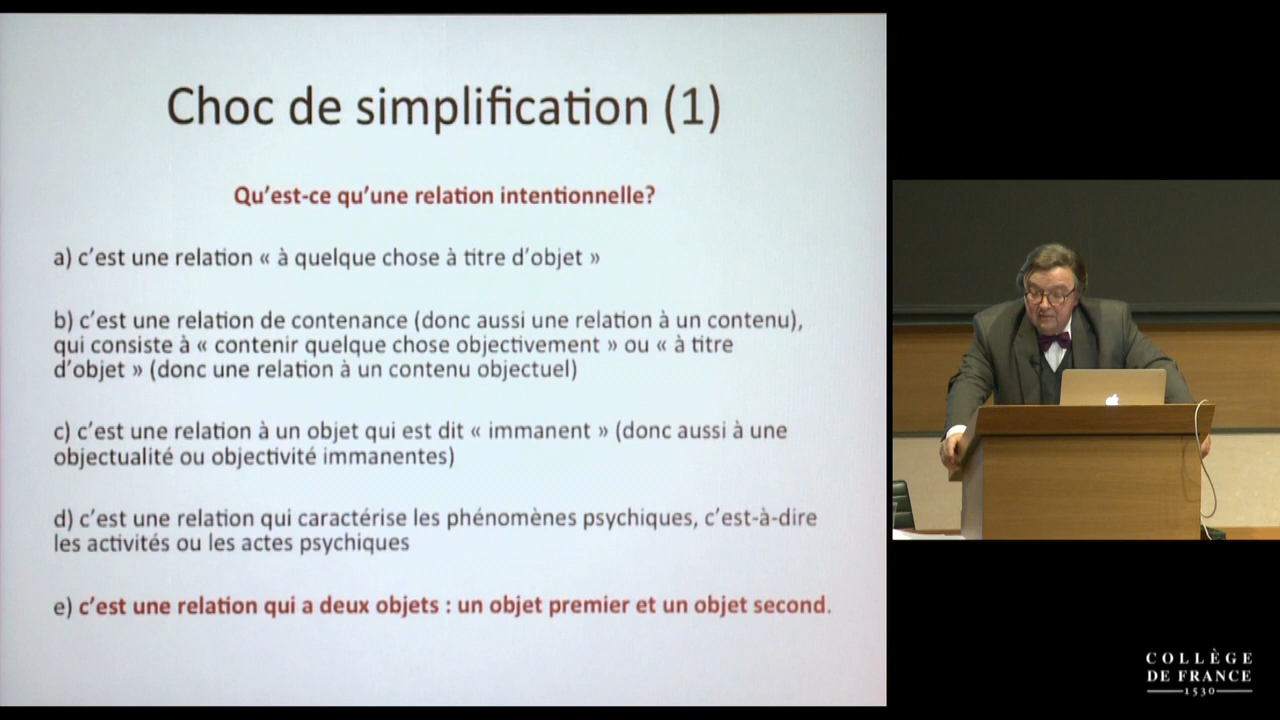 Choc de simplification (1)
Qu’est-ce qu’une relation intentionnelle?
a) c’est une relation « à quelque chose à titre d’objet »
b) c’est une relation de contenance (donc aussi une relation à un contenu),
qui consiste à « contenir quelque chose objectivement » ou « à titre
d’objet » (donc une relation à un contenu objectuel)
c) c’est une relation à un objet qui est dit « immanent » (donc aussi à une
objectualité ou objectivité immanentes)
d) c’est une relation qui caractérise les phénomènes psychiques, c’est-à-dire
les activités ou les actes psychiques
e) c’est une relation qui a deux objets : un objet premier et un objet second.
COLLÈGE
DE FRANCE
1530